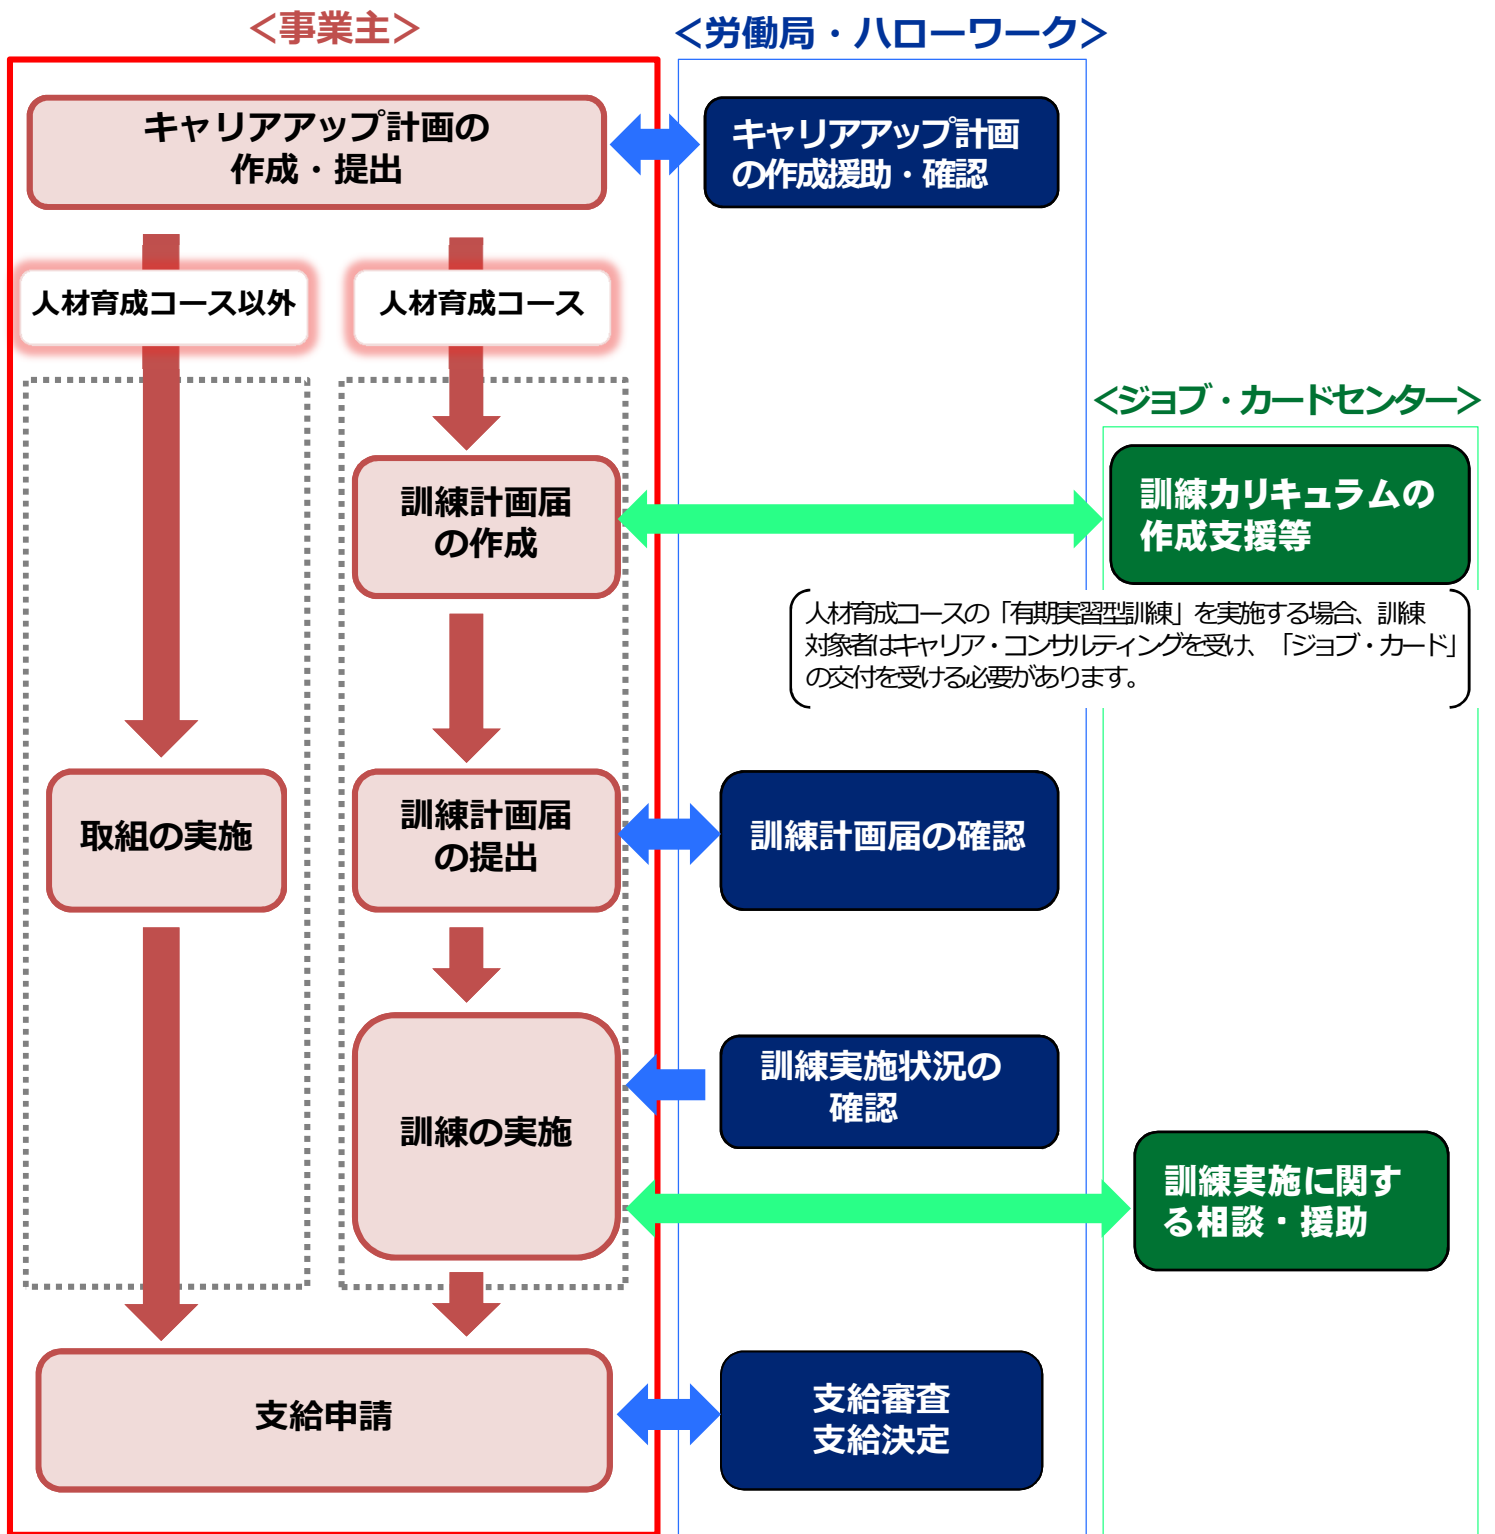 ＜事業主＞
＜労働局・ハローワーク＞
キャリアアップ計画の
作成・提出
キャリアアップ計画
の作成援助・確認
人材育成コース以外
人材育成コース
＜ジョブ・カードセンター＞
訓練計画届
の作成
訓練カリキュラムの
作成支援等
人材育成コースの「有期実習型訓練」を実施する場合、訓練
対象者はキャリア・コンサルティングを受け、「ジョブ・カード」
の交付を受ける必要があります。
取組の実施
訓練計画届
の提出
訓練計画届の確認
訓練の実施
訓練実施状況の
確認
訓練実施に関す
る相談・援助
支給申請
支給審査
支給決定